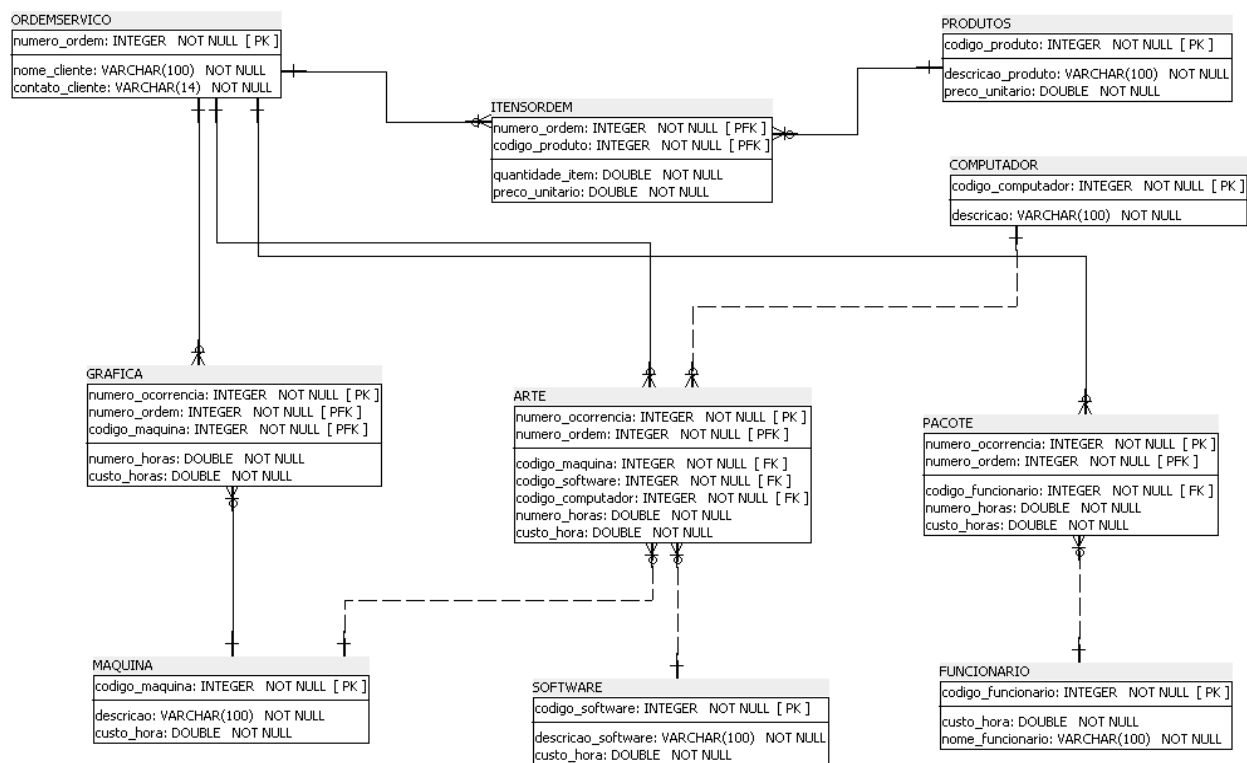 ORDEMSERVICO
numero_ordem: INTEGER NOT NULL [ PK ]
nome_cliente: VARCHAR(100) NOT NULL
contato_cliente: VARCHAR(14) NOT NULL
PRODUTOS
codigo_produto: INTEGER NOT NULL [ PK ]
descricao_produto: VARCHAR(100) NOT NULL
preco_unitario: DOUBLE NOT NULL
ITENSORDEM
numero_ordem: INTEGER NOT NULL [ PFK ]
codigo_produto: INTEGER NOT NULL [ PFK ]
quantidade_item: DOUBLE NOT NULL
preco_unitario: DOUBLE NOT NULL
COMPUTADOR
codigo_computador: INTEGER NOT NULL [ PK ]
descricao: VARCHAR(100) NOT NULL
GRAFICA
numero_ocorrencia: INTEGER NOT NULL [ PK ]
numero_ordem: INTEGER NOT NULL [ PFK ]
codigo_maquina: INTEGER NOT NULL [ PFK ]
numero_horas: DOUBLE NOT NULL
custo_horas: DOUBLE NOT NULL
ARTE
numero_ocorrencia: INTEGER NOT NULL [ PK ]
numero_ordem: INTEGER NOT NULL [ PFK ]
codigo_maquina: INTEGER NOT NULL [ FK ]
codigo_software: INTEGER NOT NULL [ FK ]
codigo_computador: INTEGER NOT NULL [ FK ]
numero_horas: DOUBLE NOT NULL
custo_hora: DOUBLE NOT NULL
PACOTE
numero_ocorrencia: INTEGER NOT NULL [ PK ]
numero_ordem: INTEGER NOT NULL [ PFK ]
codigo_funcionario: INTEGER NOT NULL [ FK ]
numero_horas: DOUBLE NOT NULL
custo_horas: DOUBLE NOT NULL
MAQUINA
codigo_maquina: INTEGER NOT NULL [ PK ]
descricao: VARCHAR(100) NOT NULL
custo_hora: DOUBLE NOT NULL
SOFTWARE
codigo_software: INTEGER NOT NULL [ PK ]
descricao_software: VARCHAR(100) NOT NULL
custo_hora: DOUBLE NOT NULL
FUNCIONARIO
codigo_funcionario: INTEGER NOT NULL [ PK ]
custo_hora: DOUBLE NOT NULL
nome_funcionario: VARCHAR(100) NOT NULL